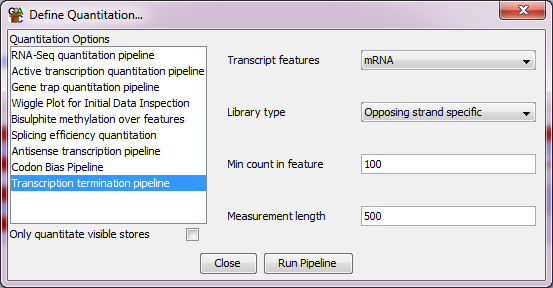 Define Quantitation...
Quantitation Options
RNA-Seq quantitation pipeline
Active transcription quantitation pipeline
Gene trap quantitation pipeline
Wiggle Plot for Initial Data Inspection
Bisulphite methylation over features
Splicing efficiency quantitation
Antisense transcription pipeline
Codon Bias Pipeline
Transcription termination pipeline
Only quantitate visible stores
Transcript features mRNA
Library type Opposing strand specific
Min count in feature 100
Measurement length 500
Close Run Pipeline